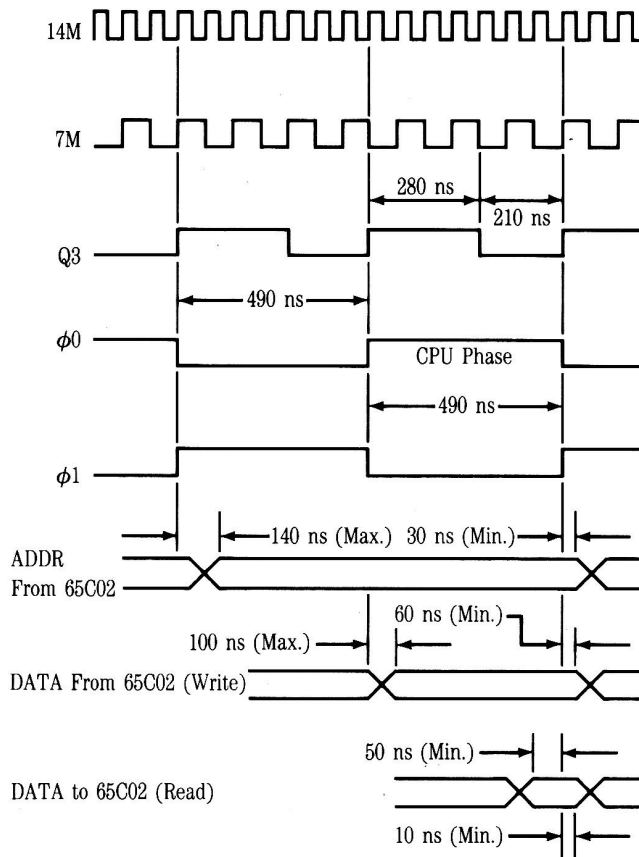 14M
7M
280 ns
210 ns
Q3
490 ns
ϕ0
CPU Phase
490 ns
ϕ1
140 ns (Max.) 30 ns (Min.)
ADDR
From 65C02
60 ns (Min.)
100 ns (Max.)
DATA From 65C02 (Write)
50 ns (Min.)
DATA to 65C02 (Read)
10 ns (Min.)